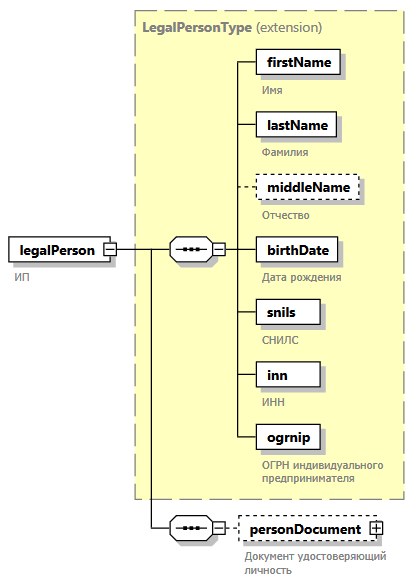 LegalPersonType (extension)
firstName
Имя
lastName
Фамилия
middleName
Отчество
legalPerson
ИП
birthDate
Дата рождения
snils
СНИЛС
inn
ИНН
ogrnip
ОГРН индивидуального
предпринимателя
personDocument
Документ удостоверяющий
личность